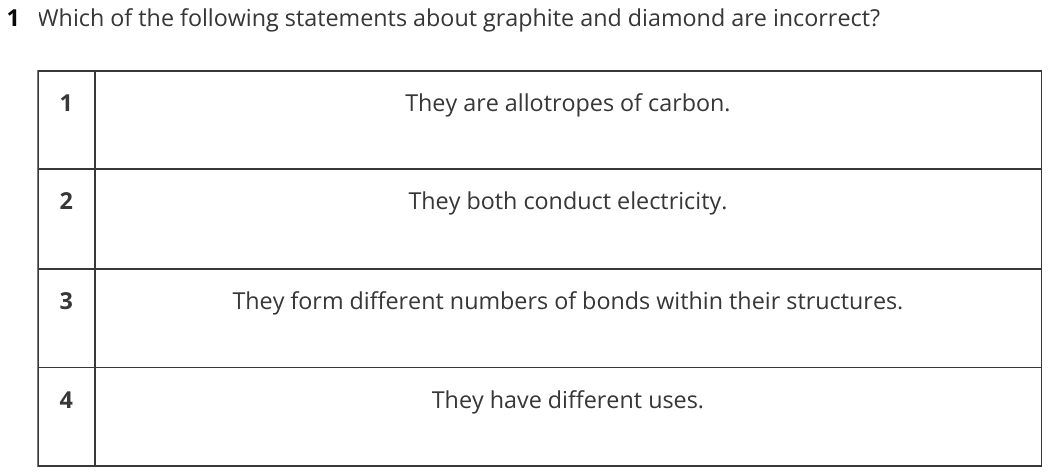 1 Which of the following statements about graphite and diamond are incorrect?
1 They are allotropes of carbon.
2 They both conduct electricity.
3 They form different numbers of bonds within their structures.
4 They have different uses.